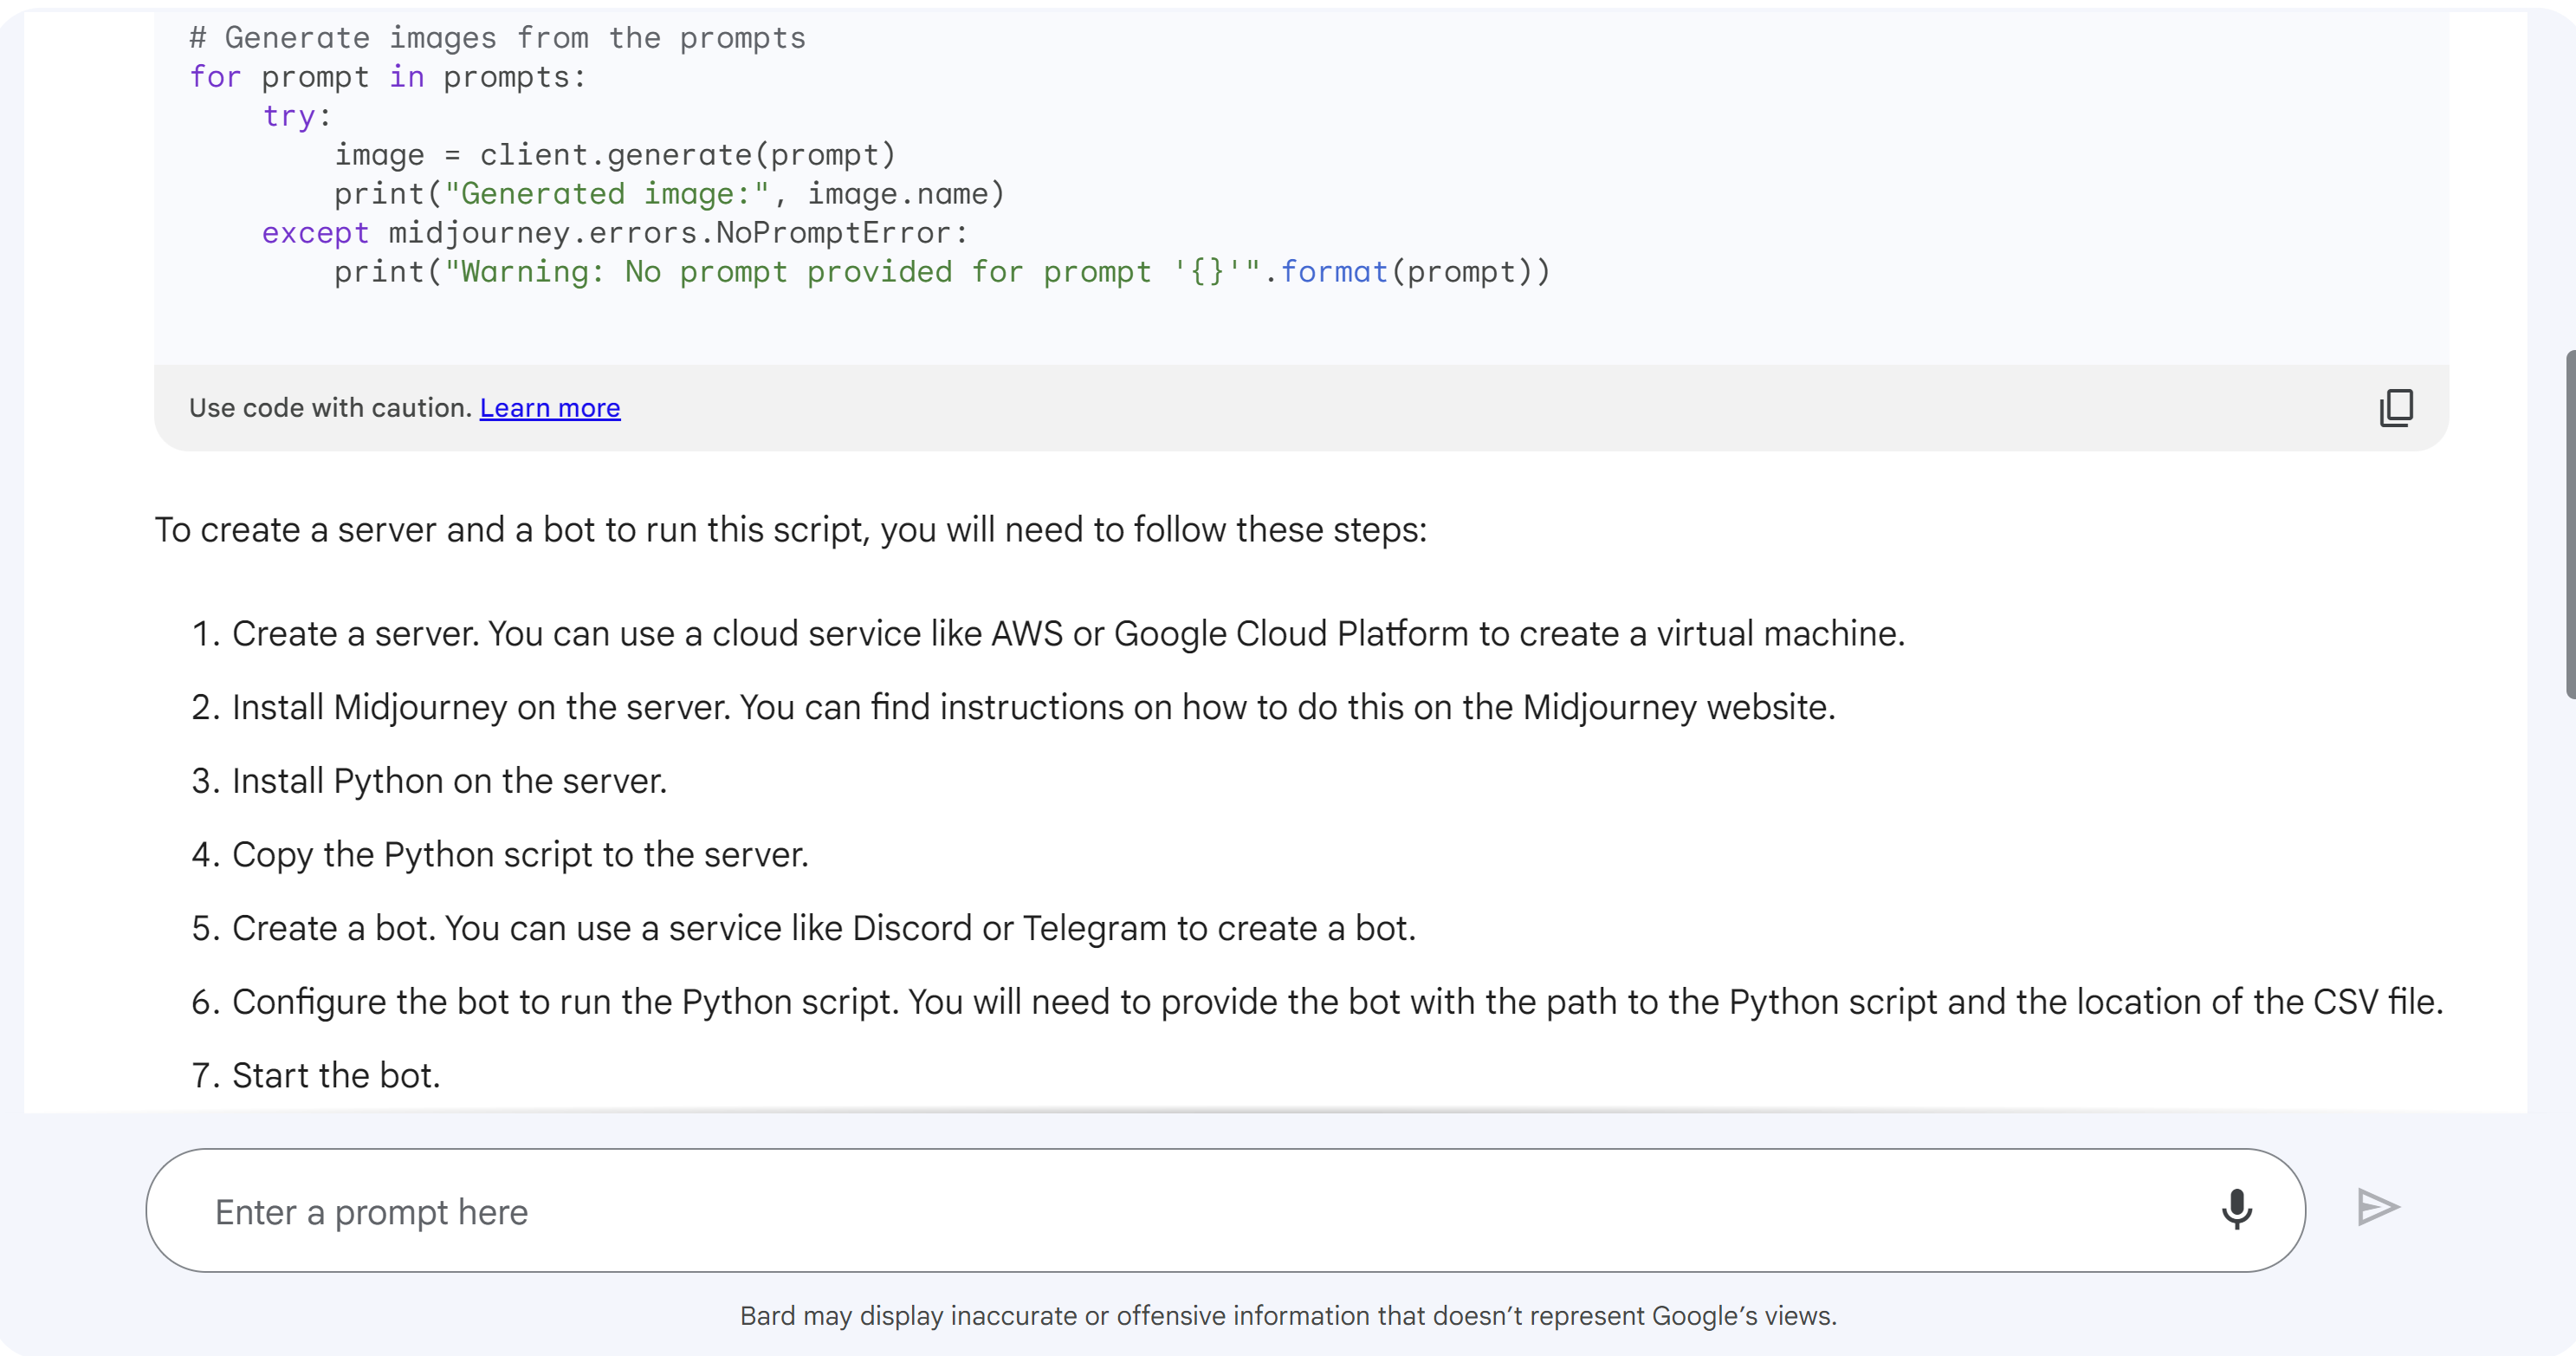 # Generate images from the prompts
for prompt in prompts:
    try:
        image = client.generate(prompt)
        print("Generated image:", image.name)
    except midjourney.errors.NoPromptError:
        print("Warning: No prompt provided for prompt '{}'".format(prompt))
Use code with caution. Learn more
To create a server and a bot to run this script, you will need to follow these steps:
1. Create a server. You can use a cloud service like AWS or Google Cloud Platform to create a virtual machine.
2. Install Midjourney on the server. You can find instructions on how to do this on the Midjourney website.
3. Install Python on the server.
4. Copy the Python script to the server.
5. Create a bot. You can use a service like Discord or Telegram to create a bot.
6. Configure the bot to run the Python script. You will need to provide the bot with the path to the Python script and the location of the CSV file.
7. Start the bot.
Enter a prompt here
Bard may display inaccurate or offensive information that doesn’t represent Google’s views.